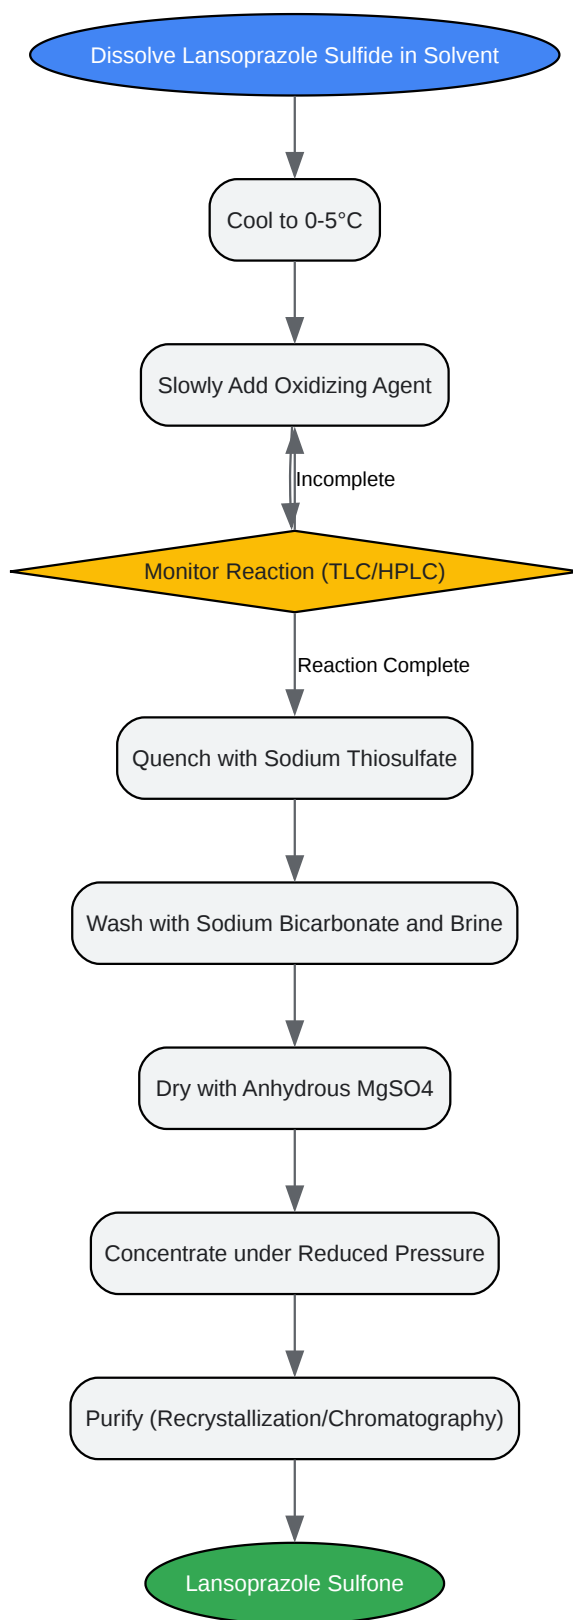 Dissolve Lansoprazole Sulfide in Solvent
Cool to 0-5°C
Slowly Add Oxidizing Agent
Incomplete
Monitor Reaction (TLC/HPLC)
Reaction Complete
Quench with Sodium Thiosulfate
Wash with Sodium Bicarbonate and Brine
Dry with Anhydrous MgSO4
Concentrate under Reduced Pressure
Purify (Recrystallization/Chromatography)
Lansoprazole Sulfone